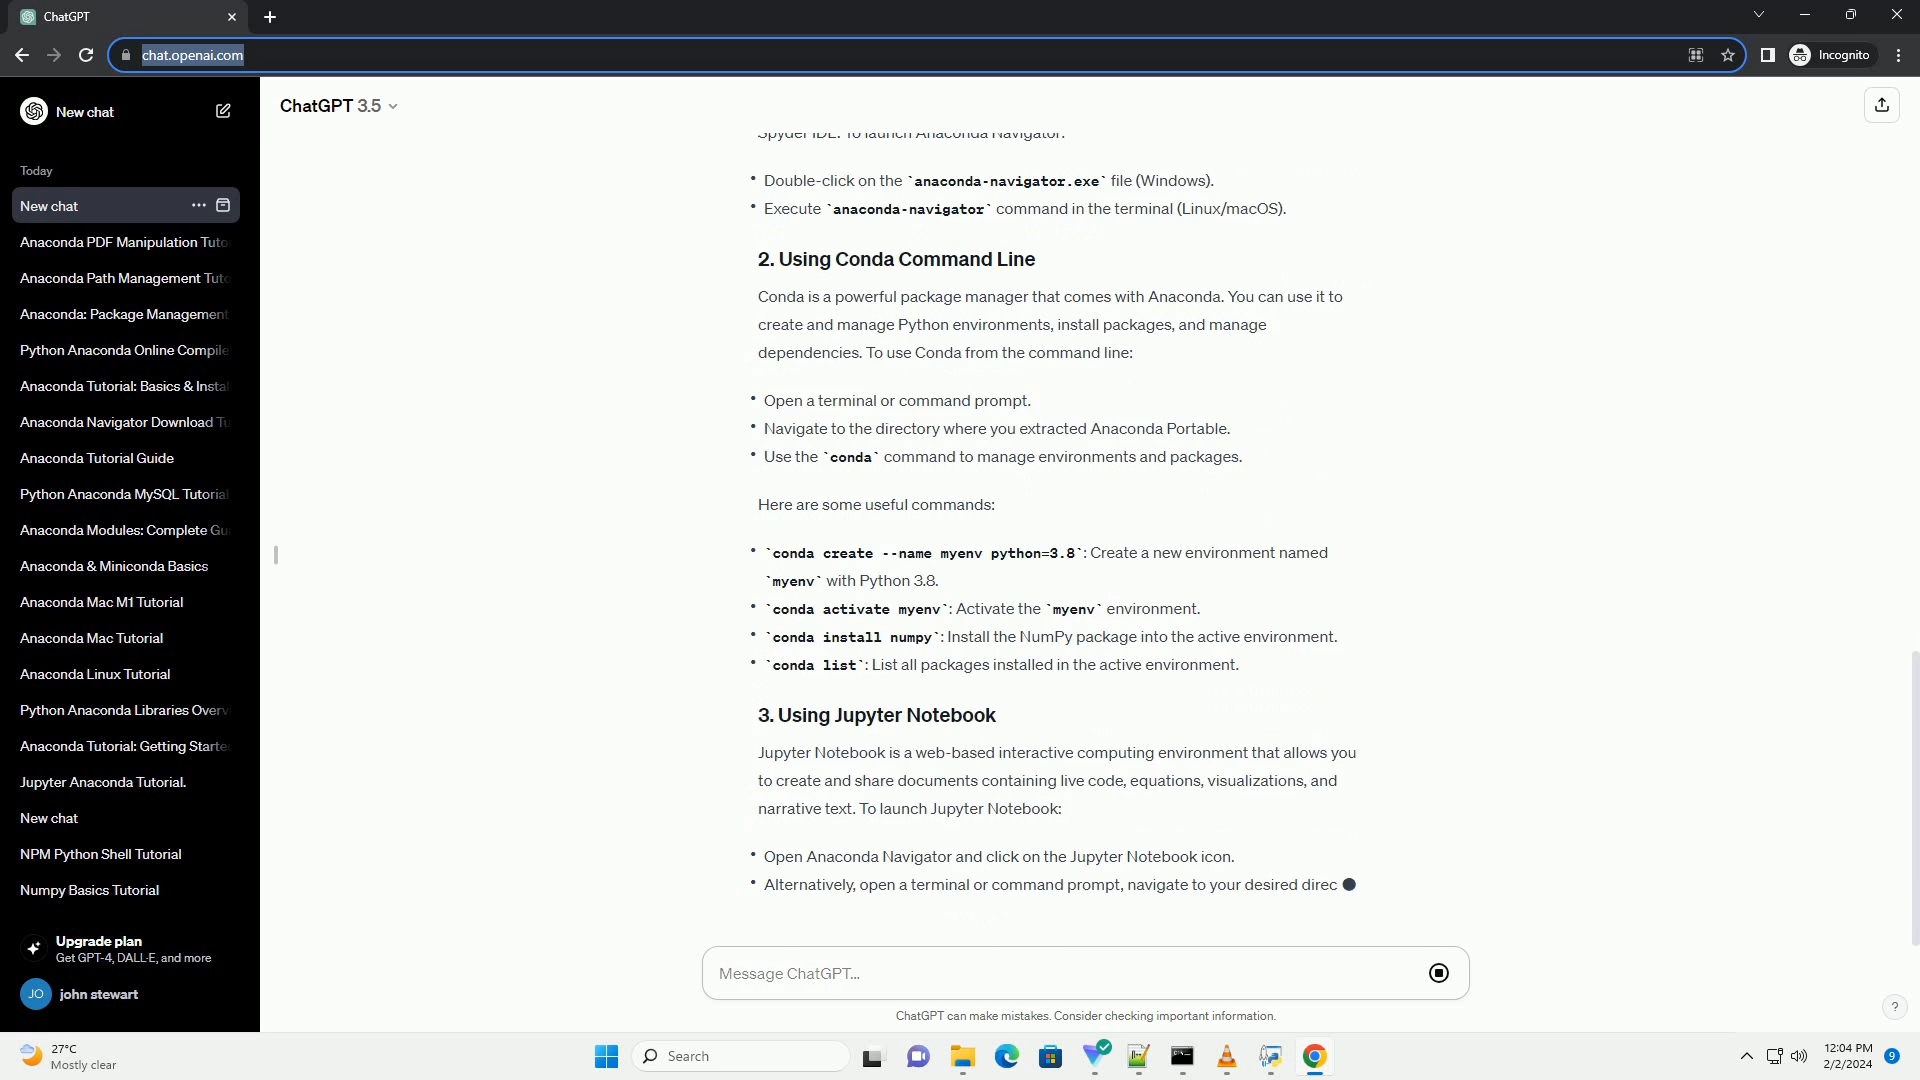 ChatGPT
chat.openai.com
Incognito
New chat
Today
New chat
Anaconda PDF Manipulation Tuto
Anaconda Path Management Tuto
Anaconda: Package Management
Python Anaconda Online Compile
Anaconda Tutorial: Basics & Instal
Anaconda Navigator Download Tu
Anaconda Tutorial Guide
Python Anaconda MySQL Tutorial
Anaconda Modules: Complete Gu
Anaconda & Miniconda Basics
Anaconda Mac M1 Tutorial
Anaconda Mac Tutorial
Anaconda Linux Tutorial
Python Anaconda Libraries Overv
Anaconda Tutorial: Getting Starte
Jupyter Anaconda Tutorial.
New chat
NPM Python Shell Tutorial
Numpy Basics Tutorial
Upgrade plan
Get GPT-4, DALL·E, and more
JO john stewart
ChatGPT 3.5
Spyder IDE. To launch Anaconda Navigator:
• Double-click on the `anaconda-navigator.exe` file (Windows).
• Execute `anaconda-navigator` command in the terminal (Linux/macOS).
2. Using Conda Command Line
Conda is a powerful package manager that comes with Anaconda. You can use it to
create and manage Python environments, install packages, and manage
dependencies. To use Conda from the command line:
• Open a terminal or command prompt.
• Navigate to the directory where you extracted Anaconda Portable.
• Use the `conda` command to manage environments and packages.
Here are some useful commands:
• `conda create --name myenv python=3.8`: Create a new environment named
`myenv` with Python 3.8.
• `conda activate myenv`: Activate the `myenv` environment.
• `conda install numpy`: Install the NumPy package into the active environment.
• `conda list`: List all packages installed in the active environment.
3. Using Jupyter Notebook
Jupyter Notebook is a web-based interactive computing environment that allows you
to create and share documents containing live code, equations, visualizations, and
narrative text. To launch Jupyter Notebook:
• Open Anaconda Navigator and click on the Jupyter Notebook icon.
• Alternatively, open a terminal or command prompt, navigate to your desired direc
Message ChatGPT...
ChatGPT can make mistakes. Consider checking important information.
?
27°C
Mostly clear
Search
12:04 PM
2/2/2024
9